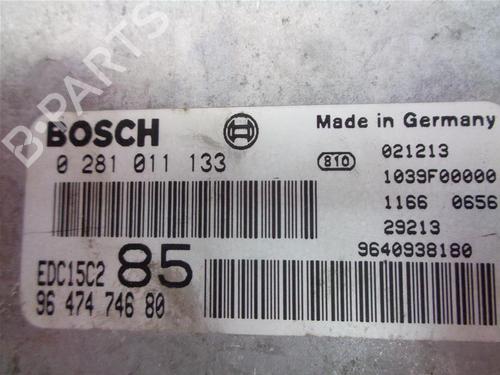 B-PARTS
BOSCH
Made in Germany
0 281 011 133
810
021213
1039F00000
1166 0656
29213
9640938180
EDC15C2 85
96 474 746 80